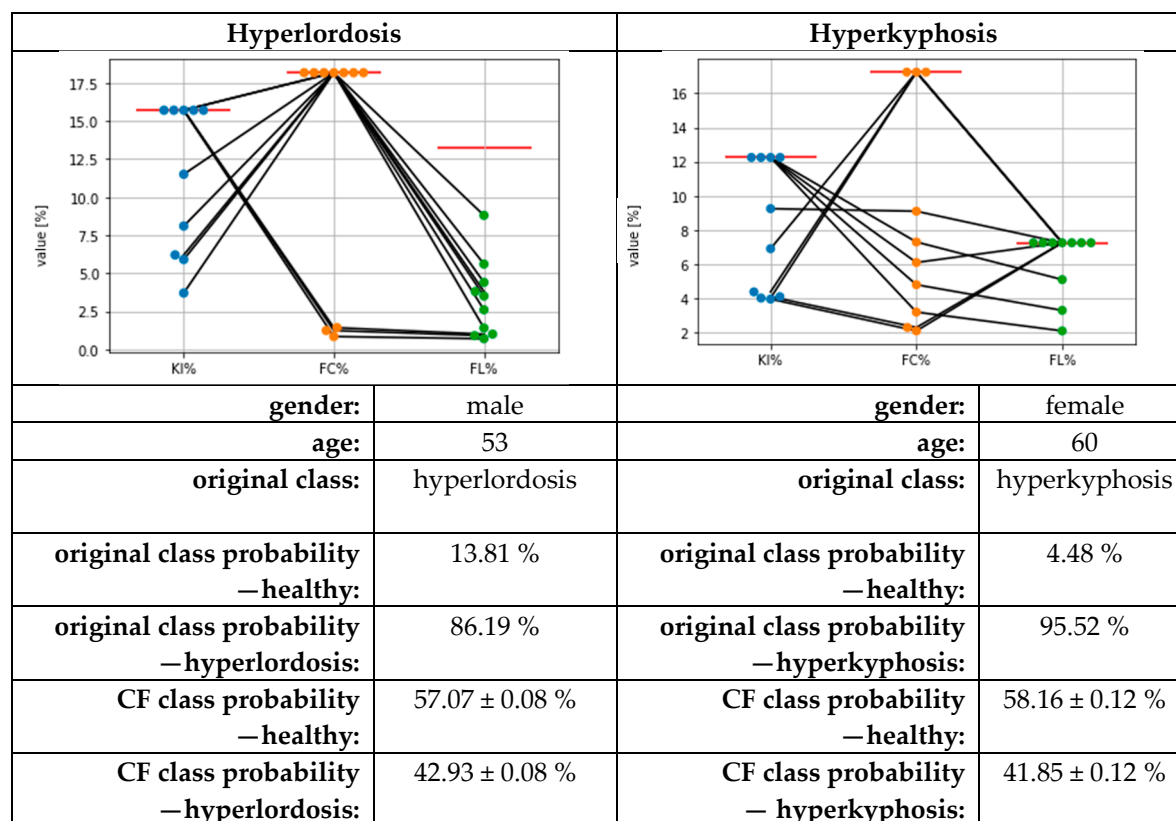 Hyperlordosis
Hyperkyphosis
value [%]
17.5
15.0
12.5
10.0
7.5
5.0
2.5
0.0
KI%
FC%
FL%
value [%]
16
14
12
10
8
6
4
2
KI%
FC%
FL%
gender: male
gender: female
age: 53
age: 60
original class: hyperlordosis
original class: hyperkyphosis
original class probability 13.81 %
—healthy:
original class probability 4.48 %
—healthy:
original class probability 86.19 %
—hyperlordosis:
original class probability 95.52 %
—hyperkyphosis:
CF class probability 57.07 ± 0.08 %
—healthy:
CF class probability 58.16 ± 0.12 %
—healthy:
CF class probability 42.93 ± 0.08 %
—hyperlordosis:
CF class probability 41.85 ± 0.12 %
— hyperkyphosis: